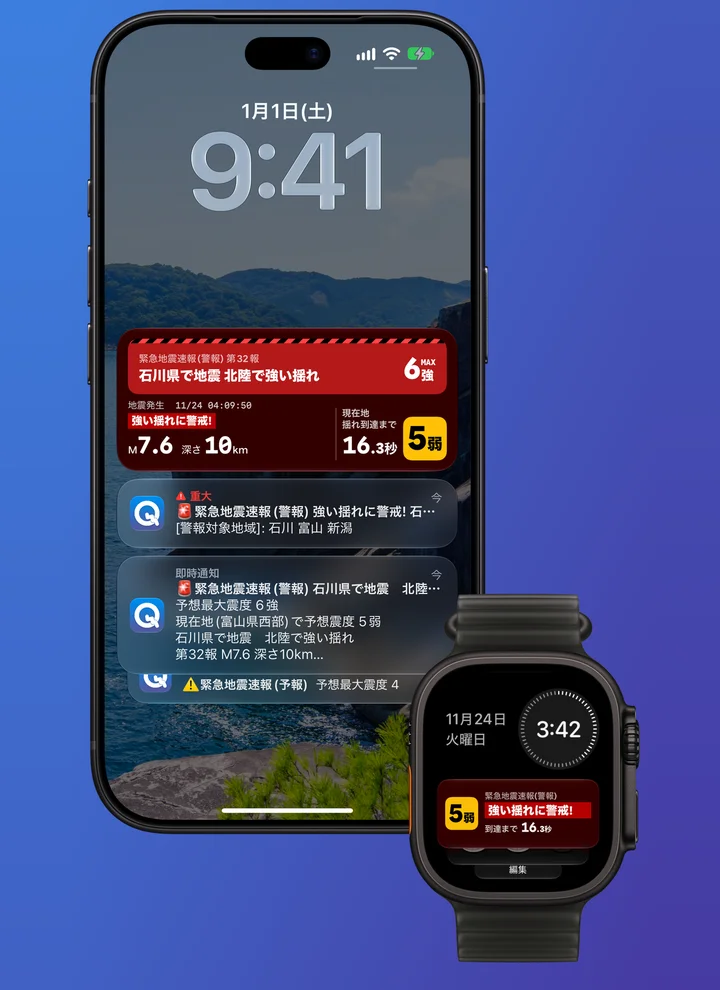 1月1日(土)
9:41
緊急地震速報(警報) 第32報
石川県で地震 北陸で強い揺れ
6強
MAX
地震発生 11/24 04:09:50
強い揺れに警戒!
M7.6 深さ10km
現在地
揺れ到達まで
16.3秒
5弱
重大
今
緊急地震速報(警報) 強い揺れに警戒! 石…
[警報対象地域]: 石川 富山 新潟
即時通知
今
緊急地震速報(警報) 石川県で地震 北陸…
予想最大震度 6強
現在地(富山県西部)で予想震度 5弱
石川県で地震 北陸で強い揺れ
第32報 M7.6 深さ10km...
緊急地震速報(予報) 予想最大震度 4
11月24日
火曜日
3:42
5弱
緊急地震速報(警報)
強い揺れに警戒!
到達まで 16.3秒
編集